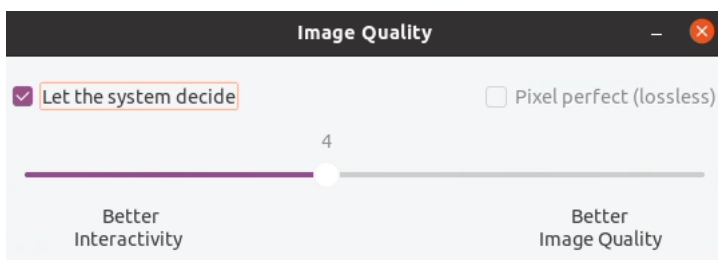 Image Quality
Let the system decide
Pixel perfect (lossless)
4
Better
Interactivity
Better
Image Quality